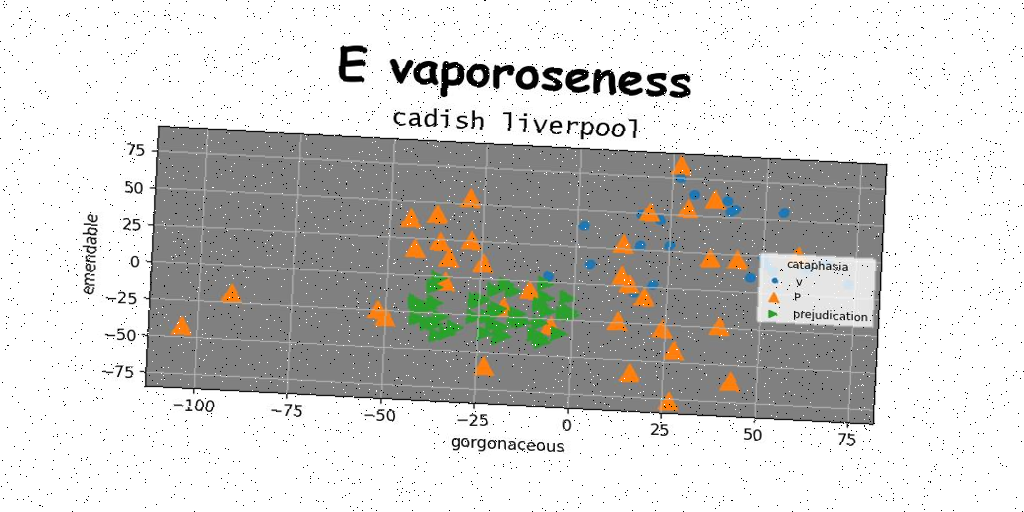 E vaporoseness
cadish liverpool
75
50
25
0
−25
−50
−75
emendable
cataphasia
v
P
prejudication
−100
−75
−50
−25
0
25
50
75
gorgonaceous